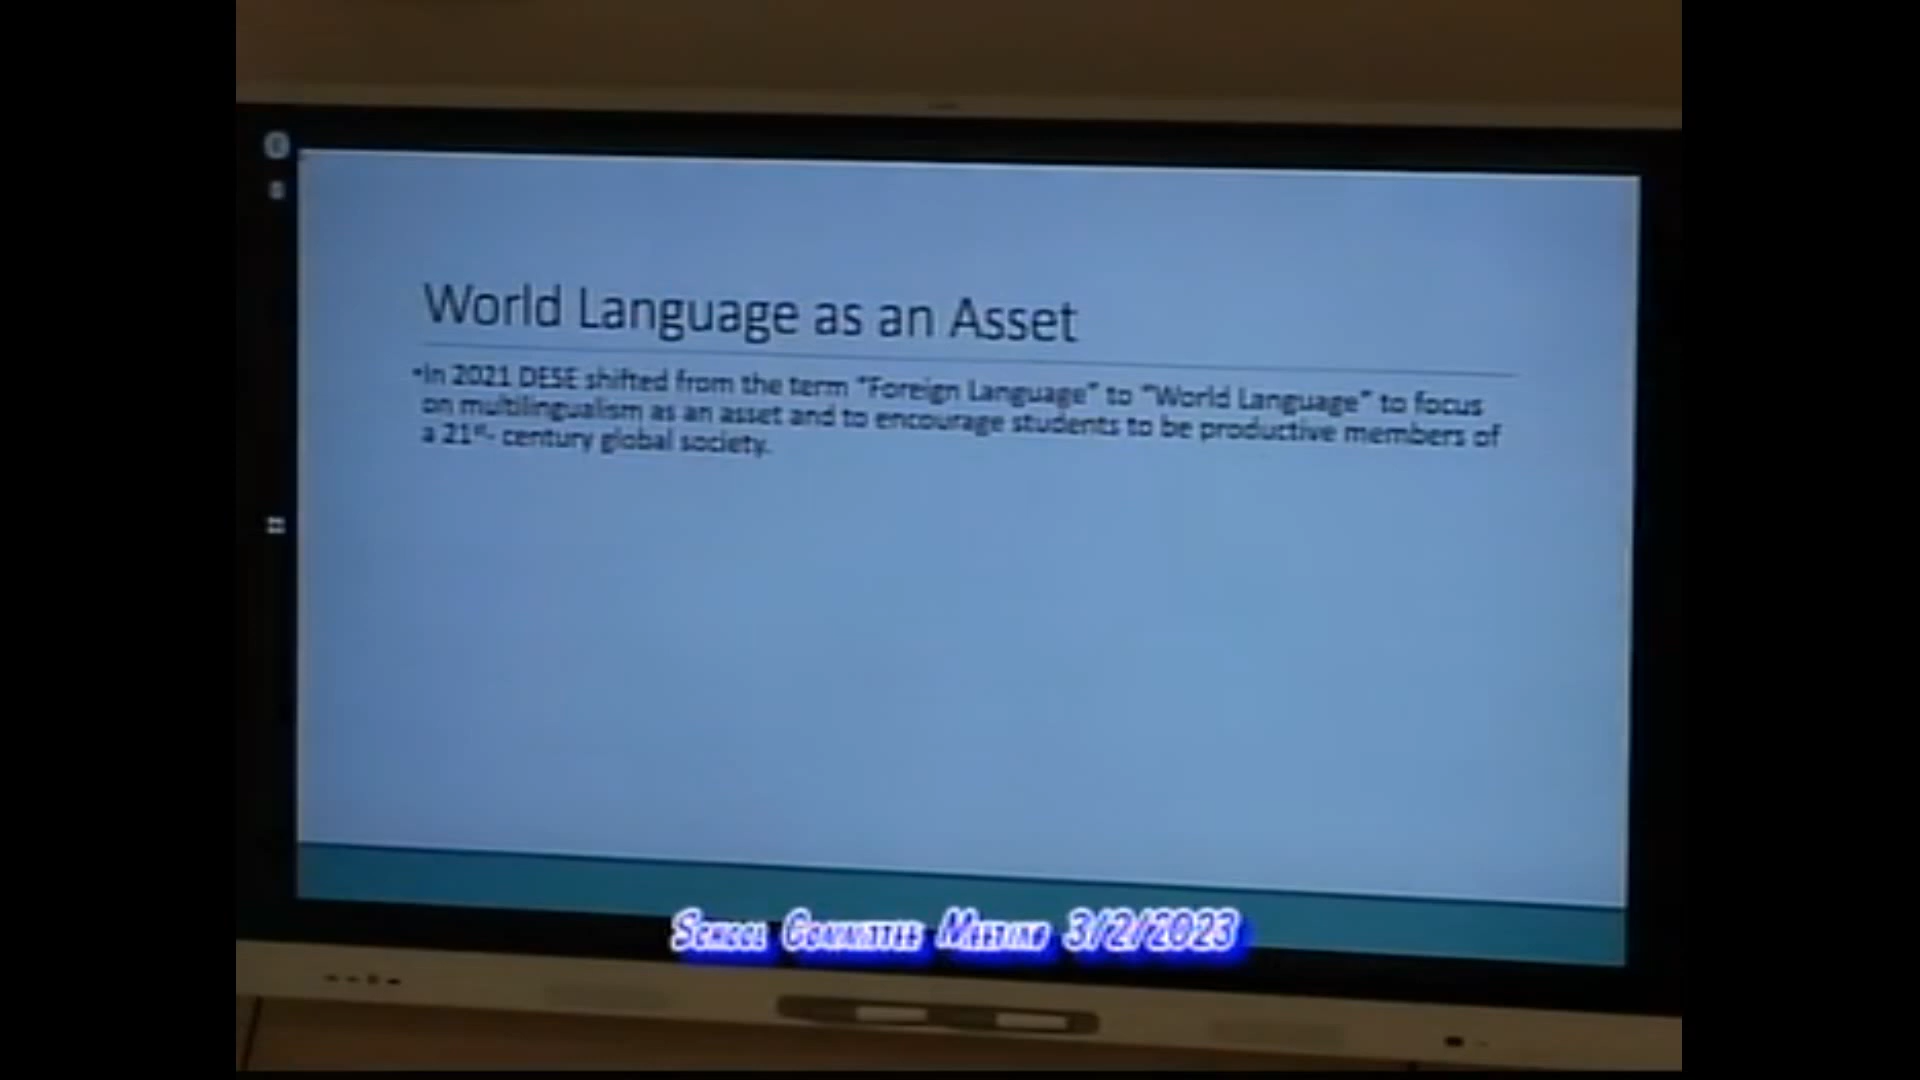 World Language as an Asset
•In 2021 DESE shifted from the term “Foreign Language” to “World Language” to focus
on multilingualism as an asset and to encourage students to be productive members of
a 21st- century global society.
School Committee Meeting 3/2/2023